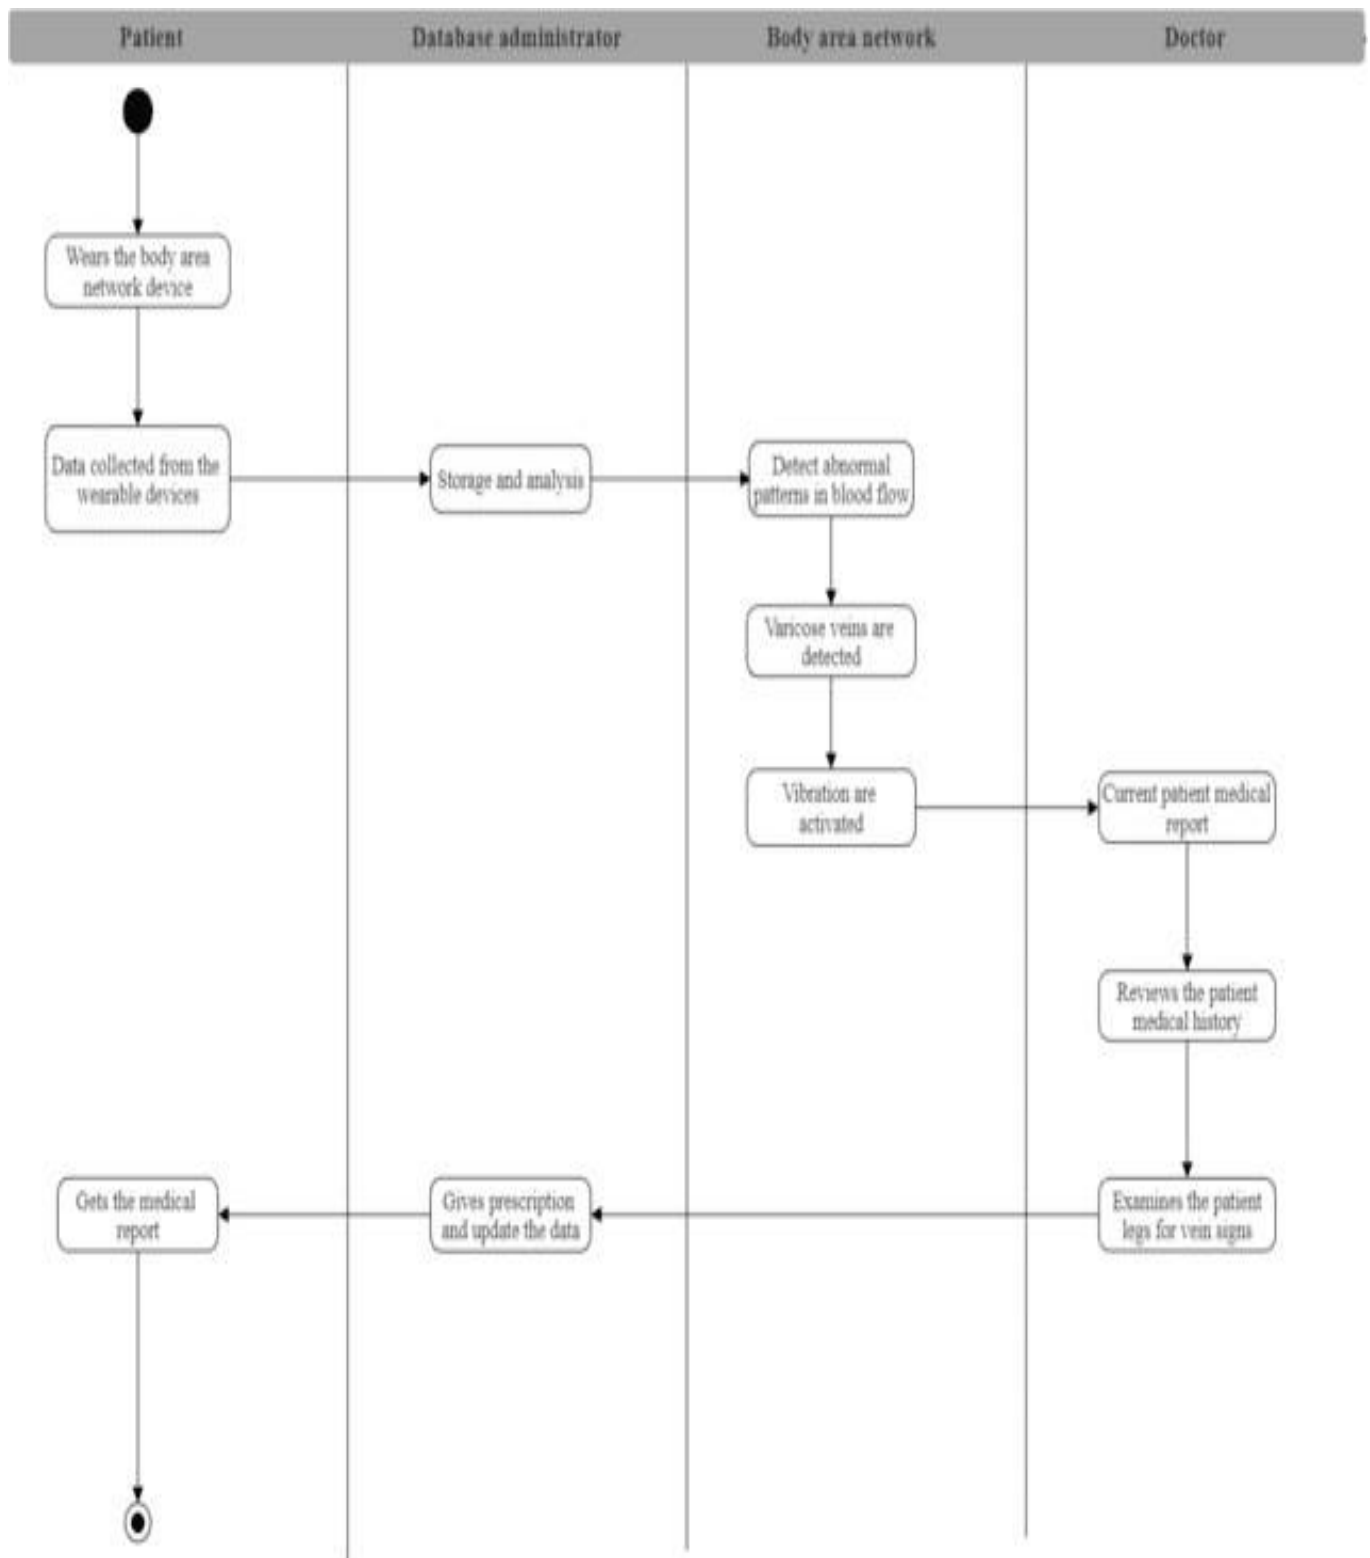 Patient
Database administrator
Body area network
Doctor
Wears the body area
network device
Data collected from the
wearable devices
Storage and analysis
Detect abnormal
patterns in blood flow
Varicose veins are
detected
Vibration are
activated
Current patient medical
report
Reviews the patient
medical history
Examines the patient
legs for vein signs
Gives prescription
and update the data
Gets the medical
report